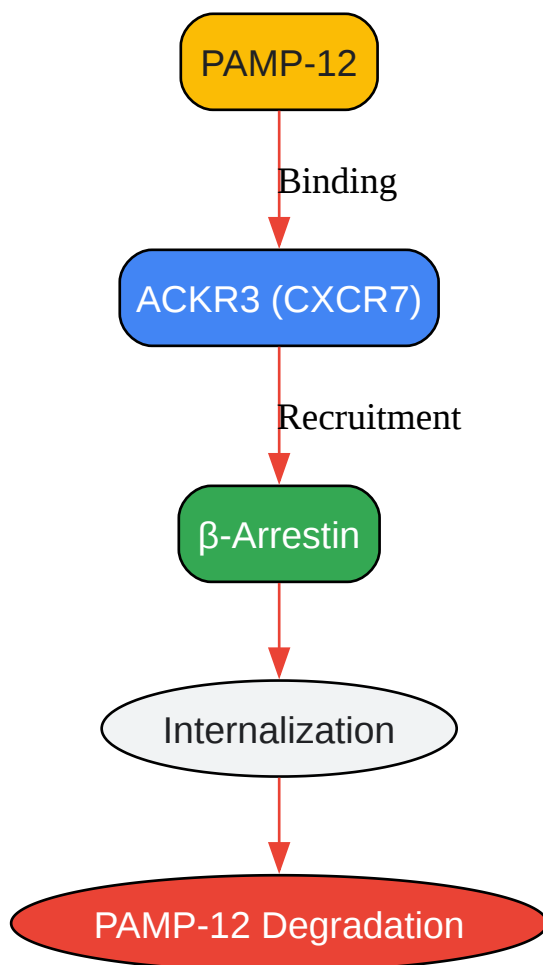 PAMP-12
Binding
ACKR3 (CXCR7)
Recruitment
β-Arrestin
Internalization
PAMP-12 Degradation